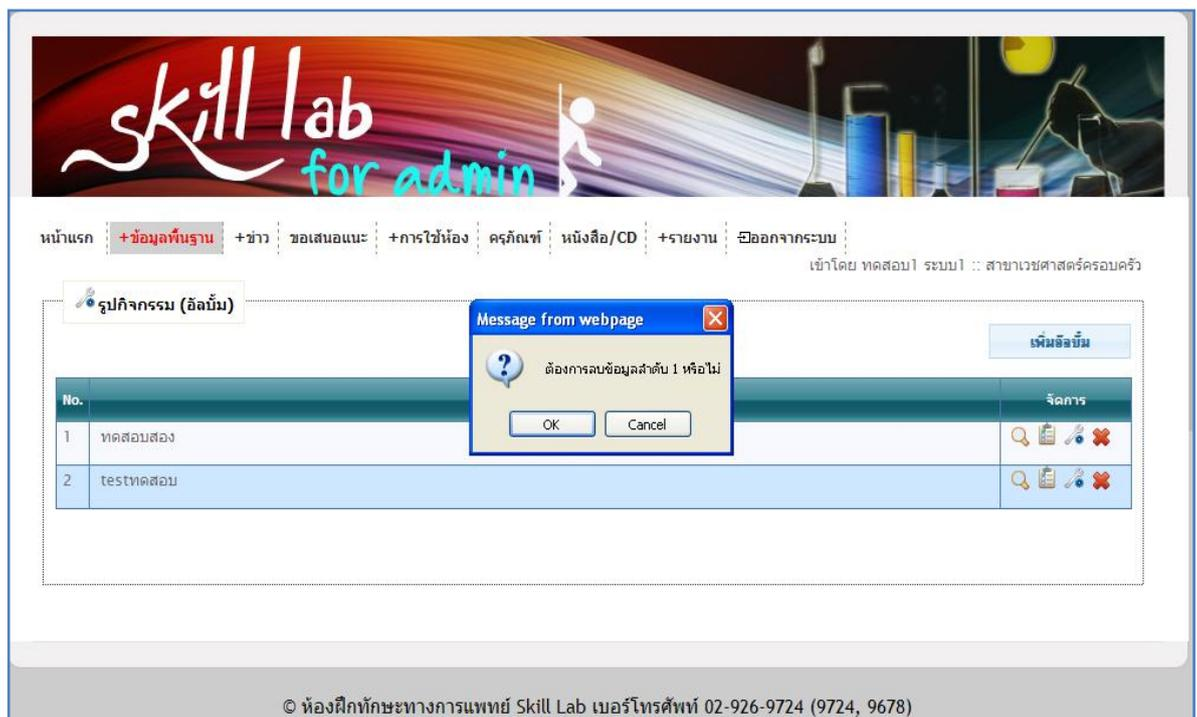 skill lab
for admin
หน้าแรก +ข้อมูลพื้นฐาน +ข่าว ขอเสนอแนะ +การใช้ห้อง ครุภัณฑ์ หนังสือ/CD +รายงาน ออกจากระบบ
เข้าโดย ทดสอบ1 ระบบ1 :: สาขาเวชศาสตร์ครอบครัว
รูปกิจกรรม (อัลบั้ม)
Message from webpage
เพิ่มอัลบั้ม
ต้องการลบข้อมูลลำดับ 1 หรือไม่
OK Cancel
No. จัดการ
1 ทดสอบสอง
2 testทดสอบ
© ห้องฝึกทักษะทางการแพทย์ Skill Lab เบอร์โทรศัพท์ 02-926-9724 (9724, 9678)